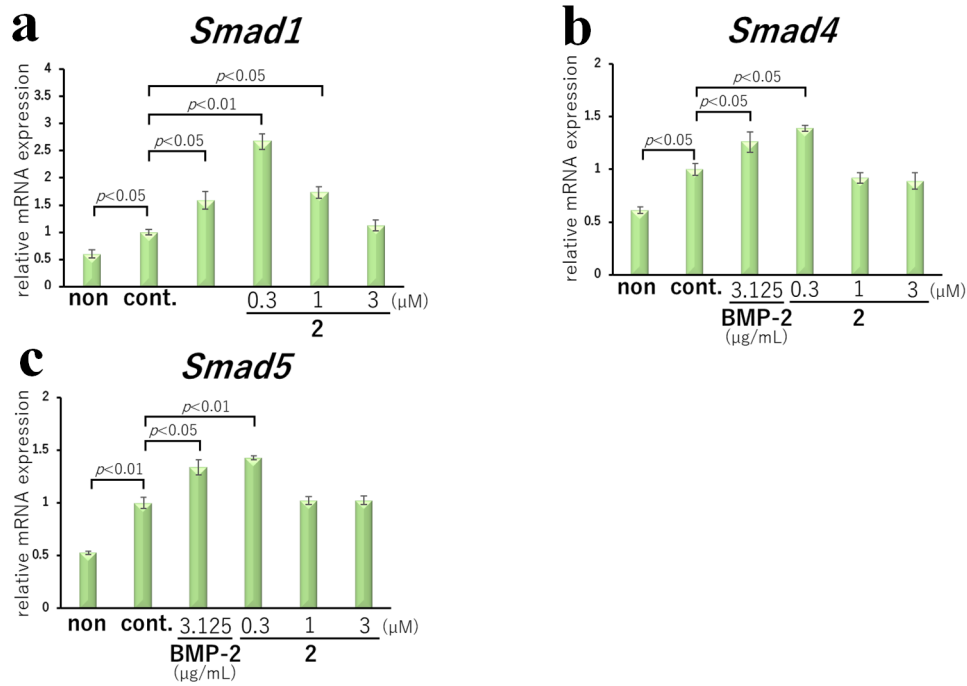 a
Smad1
relative mRNA expression
4
3.5
3
2.5
2
1.5
1
0.5
0
p<0.05
p<0.01
p<0.05
p<0.05
non cont. 0.3 1 3 (μM)
2
b
Smad4
relative mRNA expression
2
1.5
1
0.5
0
p<0.05
p<0.05
p<0.05
non cont. 3.125 0.3 1 3 (μM)
BMP-2 2
(μg/mL)
c
Smad5
relative mRNA expression
2
1.5
1
0.5
0
p<0.01
p<0.05
p<0.01
non cont. 3.125 0.3 1 3 (μM)
BMP-2 2
(μg/mL)